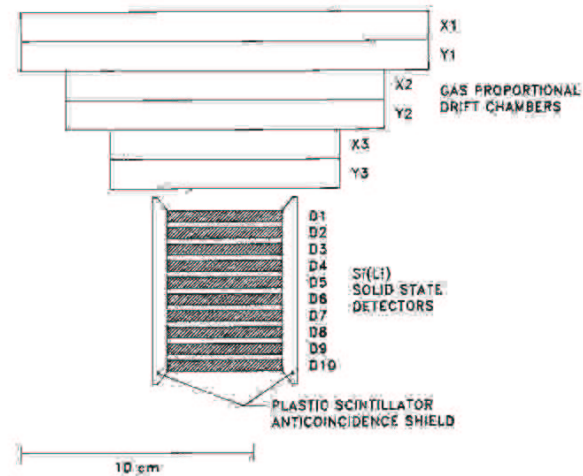 X1
Y1
X2
GAS PROPORTIONAL
Y2
DRIFT CHAMBERS
X3
Y3
D1
D2
D3
D4
Si(Li)
D5
SOLID STATE
D6
DETECTORS
D7
D8
D9
D10
PLASTIC SCINTILLATOR
ANTICOINCIDENCE SHIELD
10 cm